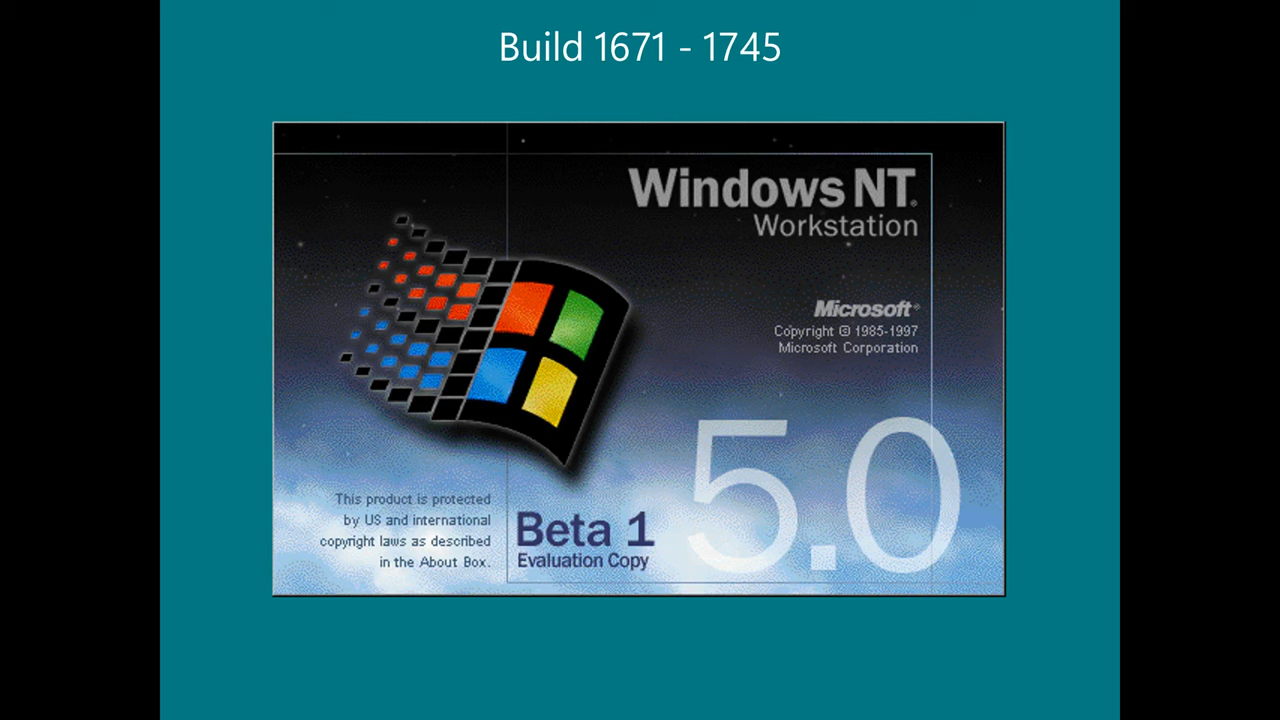 Build 1671 - 1745
Windows NT®
Workstation
Microsoft®
Copyright © 1985-1997
Microsoft Corporation
5.0
This product is protected
by US and international
copyright laws as described
in the About Box.
Beta 1
Evaluation Copy